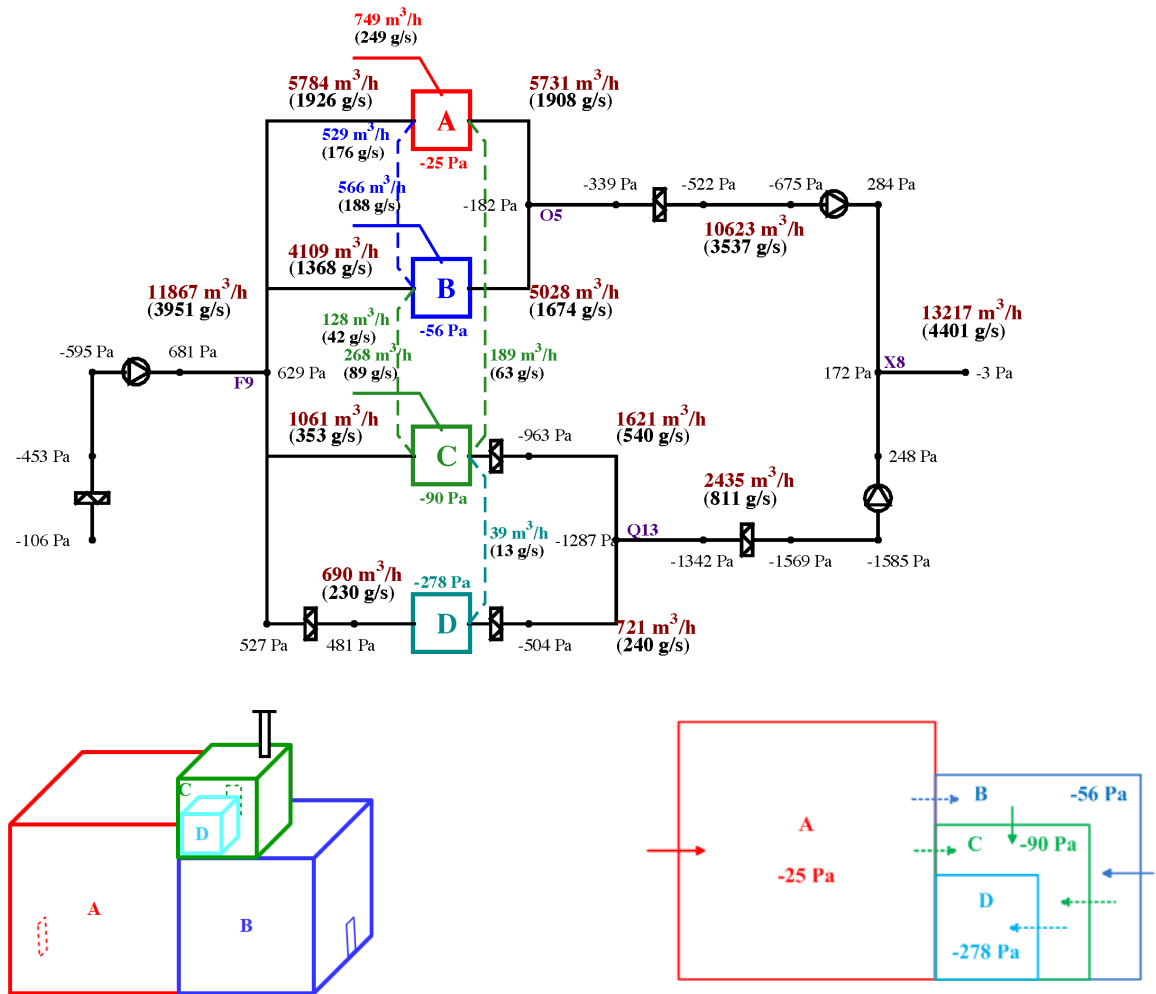 749 m³/h
(249 g/s)
5784 m³/h
(1926 g/s)
5731 m³/h
(1908 g/s)
A
529 m³/h
(176 g/s)
-25 Pa
566 m³/h
(188 g/s)
-182 Pa
O5
-339 Pa
-522 Pa
-675 Pa
284 Pa
10623 m³/h
(3537 g/s)
4109 m³/h
(1368 g/s)
B
5028 m³/h
(1674 g/s)
11867 m³/h
(3951 g/s)
128 m³/h
(42 g/s)
-56 Pa
13217 m³/h
(4401 g/s)
-595 Pa
681 Pa
F9
629 Pa
268 m³/h
(89 g/s)
189 m³/h
(63 g/s)
172 Pa
X8
-3 Pa
1061 m³/h
(353 g/s)
1621 m³/h
(540 g/s)
-963 Pa
C
-90 Pa
-453 Pa
248 Pa
2435 m³/h
(811 g/s)
-106 Pa
39 m³/h
(13 g/s)
-1287 Pa
Q13
-1342 Pa
-1569 Pa
-1585 Pa
690 m³/h
(230 g/s)
-278 Pa
D
527 Pa
481 Pa
-504 Pa
721 m³/h
(240 g/s)
C
D
A
B
A
-25 Pa
B
-56 Pa
C
-90 Pa
D
-278 Pa